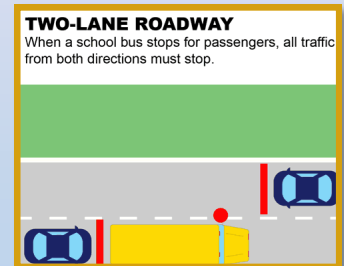 TWO-LANE ROADWAY
When a school bus stops for passengers, all traffic
from both directions must stop.